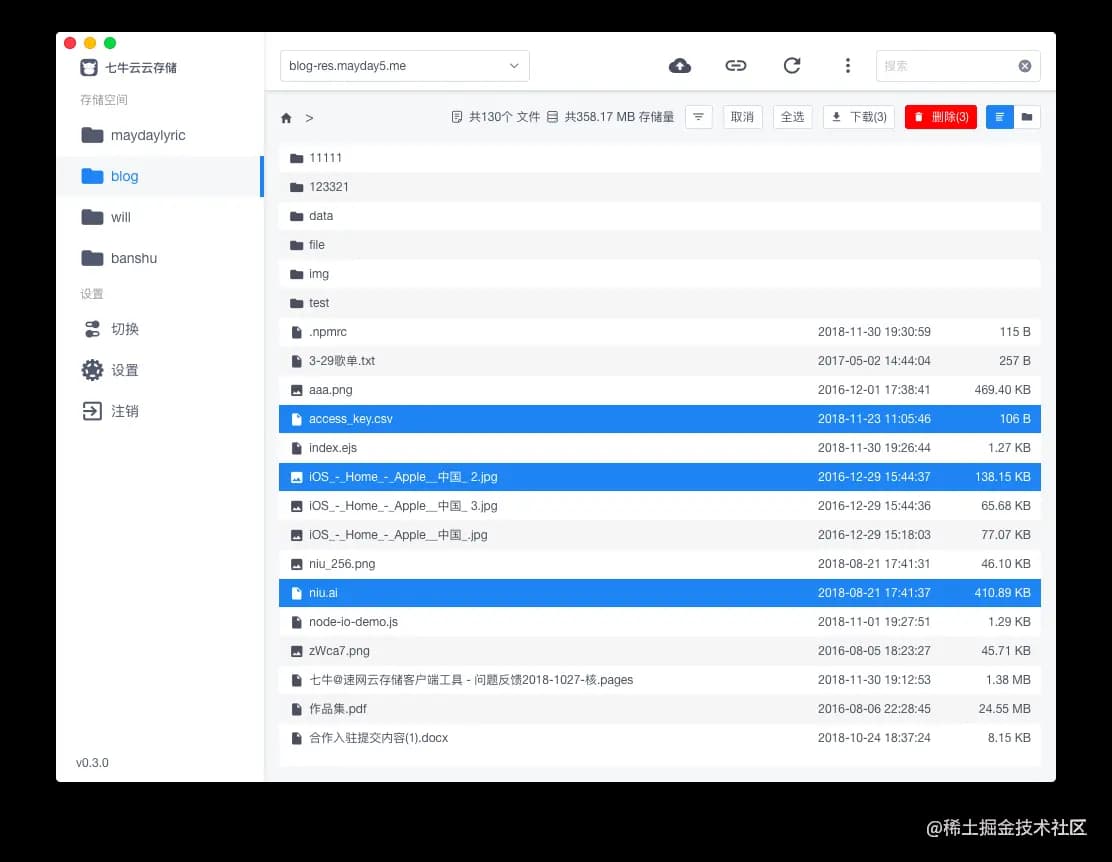 七牛云云存储
存储空间
maydaylyric
blog
will
banshu
设置
切换
设置
注销
v0.3.0
blog-res.mayday5.me
搜索
> 共130个 文件 共358.17 MB 存储量 取消 全选 下载(3) 删除(3)
11111
123321
data
file
img
test
.npmrc 2018-11-30 19:30:59 115 B
3-29歌单.txt 2017-05-02 14:44:04 257 B
aaa.png 2016-12-01 17:38:41 469.40 KB
access_key.csv 2018-11-23 11:05:46 106 B
index.ejs 2018-11-30 19:26:44 1.27 KB
iOS_-_Home_-_Apple__中国_ 2.jpg 2016-12-29 15:44:37 138.15 KB
iOS_-_Home_-_Apple__中国_ 3.jpg 2016-12-29 15:44:36 65.68 KB
iOS_-_Home_-_Apple__中国_.jpg 2016-12-29 15:18:03 77.07 KB
niu_256.png 2018-08-21 17:41:31 46.10 KB
niu.ai 2018-08-21 17:41:37 410.89 KB
node-io-demo.js 2018-11-01 19:27:51 1.29 KB
zWca7.png 2016-08-05 18:23:27 45.71 KB
七牛@速网云存储客户端工具 - 问题反馈2018-1027-核.pages 2018-11-30 19:12:53 1.38 MB
作品集.pdf 2016-08-06 22:28:45 24.55 MB
合作入驻提交内容(1).docx 2018-10-24 18:37:24 8.15 KB
@稀土掘金技术社区